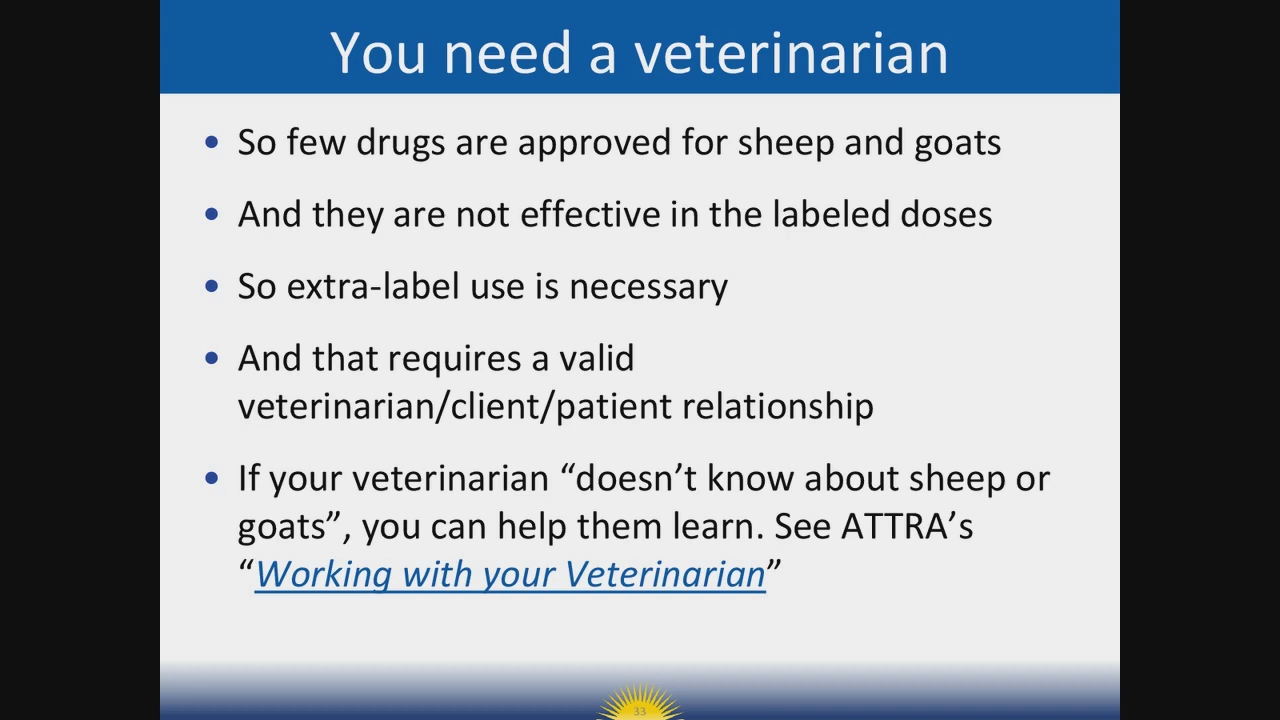 You need a veterinarian
• So few drugs are approved for sheep and goats
• And they are not effective in the labeled doses
• So extra-label use is necessary
• And that requires a valid
veterinarian/client/patient relationship
• If your veterinarian “doesn’t know about sheep or
goats”, you can help them learn. See ATTRA’s
“Working with your Veterinarian”
33